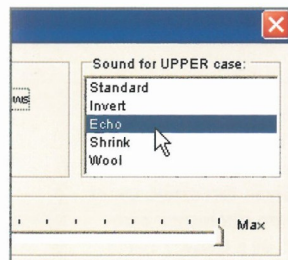 Sound for UPPER case:
Standard
Invert
Echo
Shrink
Wool
Max